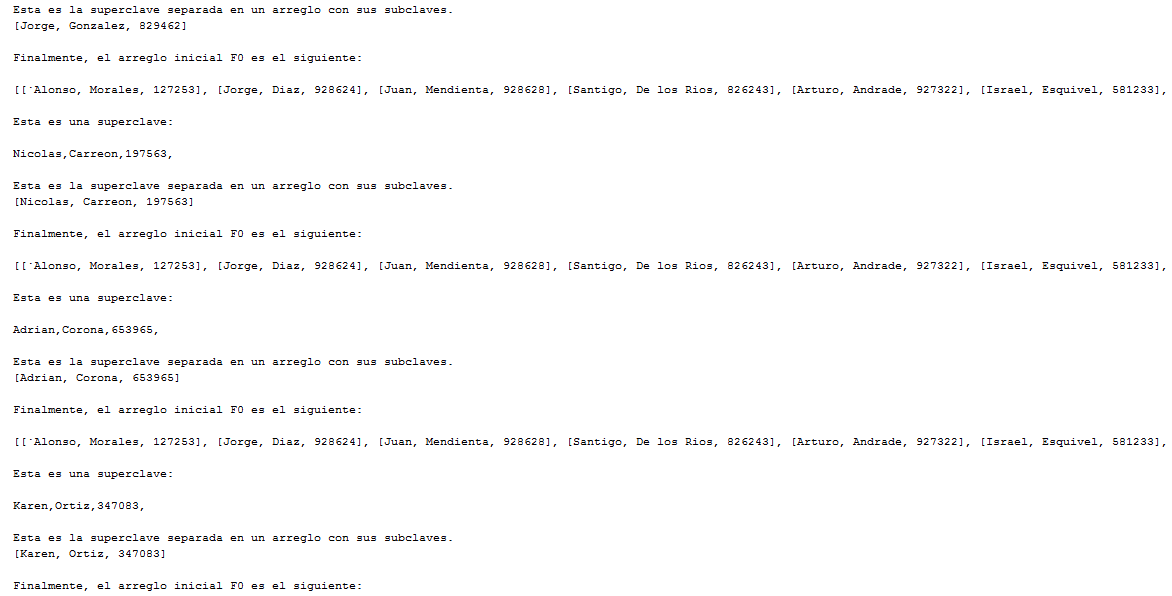 Esta es la superclave separada en un arreglo con sus subclaves.
[Jorge, Gonzalez, 829462]
Finalmente, el arreglo inicial F0 es el siguiente:
[[˙Alonso, Morales, 127253], [Jorge, Diaz, 928624], [Juan, Mendienta, 928628], [Santigo, De los Rios, 826243], [Arturo, Andrade, 927322], [Israel, Esquivel, 581233],
Esta es una superclave:
Nicolas,Carreon,197563,
Esta es la superclave separada en un arreglo con sus subclaves.
[Nicolas, Carreon, 197563]
Finalmente, el arreglo inicial F0 es el siguiente:
[[˙Alonso, Morales, 127253], [Jorge, Diaz, 928624], [Juan, Mendienta, 928628], [Santigo, De los Rios, 826243], [Arturo, Andrade, 927322], [Israel, Esquivel, 581233],
Esta es una superclave:
Adrian,Corona,653965,
Esta es la superclave separada en un arreglo con sus subclaves.
[Adrian, Corona, 653965]
Finalmente, el arreglo inicial F0 es el siguiente:
[[˙Alonso, Morales, 127253], [Jorge, Diaz, 928624], [Juan, Mendienta, 928628], [Santigo, De los Rios, 826243], [Arturo, Andrade, 927322], [Israel, Esquivel, 581233],
Esta es una superclave:
Karen,Ortiz,347083,
Esta es la superclave separada en un arreglo con sus subclaves.
[Karen, Ortiz, 347083]
Finalmente, el arreglo inicial F0 es el siguiente: